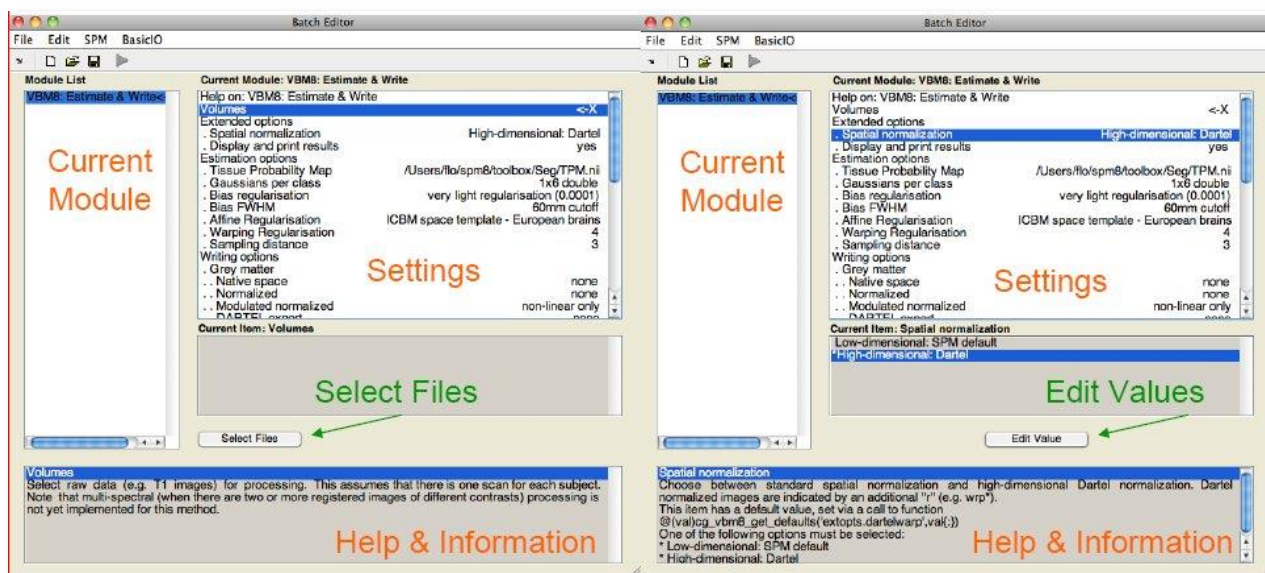 Batch Editor
File Edit SPM BasicIO
Module List
VBM8: Estimate & Write<
Current Module
Current Module: VBM8: Estimate & Write
Help on: VBM8: Estimate & Write
Volumes <-X
Extended options
. Spatial normalization High-dimensional: Dartel
. Display and print results yes
Estimation options
. Tissue Probability Map /Users/flo/spm8/toolbox/Seg/TPM.nii
. Gaussians per class 1x6 double
. Bias regularisation very light regularisation (0.0001)
. Bias FWHM 60mm cutoff
. Affine Regularisation ICBM space template - European brains
. Warping Regularisation 4
. Sampling distance 3
Writing options
. Grey matter
. . Native space none
. . Normalized none
. . Modulated normalized non-linear only
Settings
Current Item: Volumes
Select Files
Select Files
Volumes
Select raw data (e.g. T1 images) for processing. This assumes that there is one scan for each subject.
Note that multi-spectral (when there are two or more registered images of different contrasts) processing is
not yet implemented for this method.
Help & Information
Batch Editor
File Edit SPM BasicIO
Module List
VBM8: Estimate & Write<
Current
Module
Current Module: VBM8: Estimate & Write
Help on: VBM8: Estimate & Write
Volumes <-X
Extended options
. Spatial normalization High-dimensional: Dartel
. Display and print results yes
Estimation options
. Tissue Probability Map /Users/flo/spm8/toolbox/Seg/TPM.nii
. Gaussians per class 1x6 double
. Bias regularisation very light regularisation (0.0001)
. Bias FWHM 60mm cutoff
. Affine Regularisation ICBM space template - European brains
. Warping Regularisation 4
. Sampling distance 3
Writing options
. Grey matter
. . Native space none
. . Normalized none
. . Modulated normalized non-linear only
Settings
Current Item: Spatial normalization
Low-dimensional: SPM default
*High-dimensional: Dartel
Edit Values
Edit Value
Spatial normalization
Choose between standard spatial normalization and high-dimensional Dartel normalization. Dartel
normalized images are indicated by an additional "r" (e.g. wrp*).
This item has a default value, set via a call to function
@(val)cg_vbm8_get_defaults('extopts.dartelwarp',val{:})
One of the following options must be selected:
* Low-dimensional: SPM default
* High-dimensional: Dartel
Help & Information